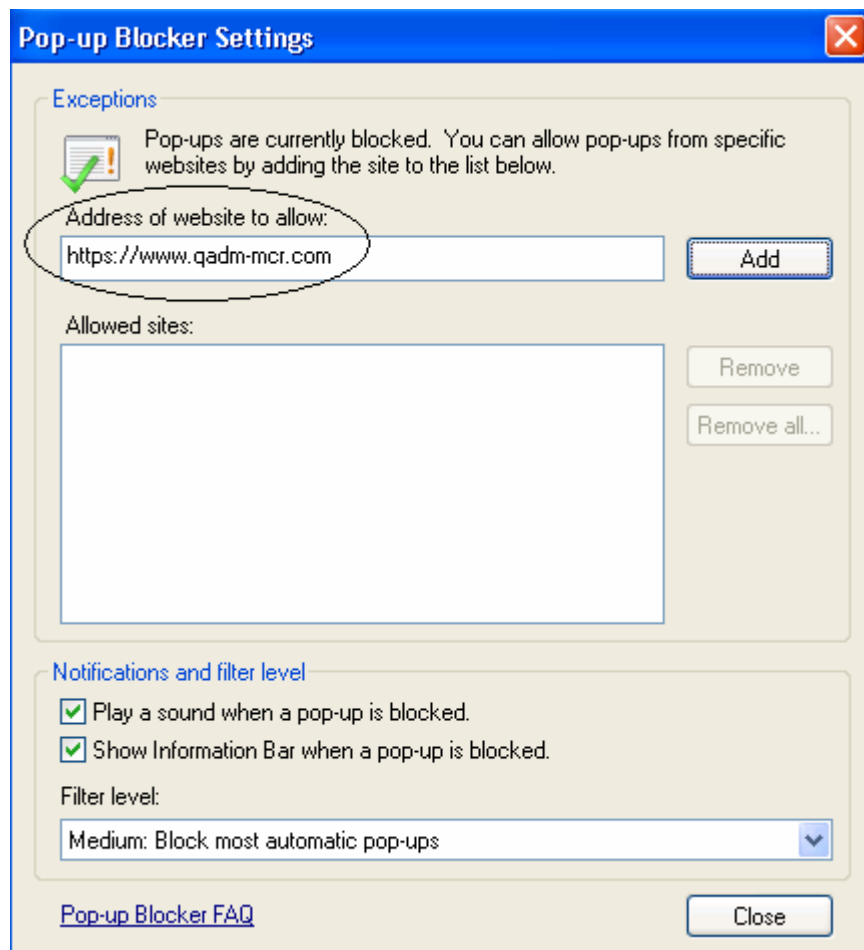 Pop-up Blocker Settings
Exceptions
Pop-ups are currently blocked. You can allow pop-ups from specific
websites by adding the site to the list below.
Address of website to allow:
https://www.qadm-mcr.com
Add
Allowed sites:
Remove
Remove all...
Notifications and filter level
Play a sound when a pop-up is blocked.
Show Information Bar when a pop-up is blocked.
Filter level:
Medium: Block most automatic pop-ups
Pop-up Blocker FAQ
Close